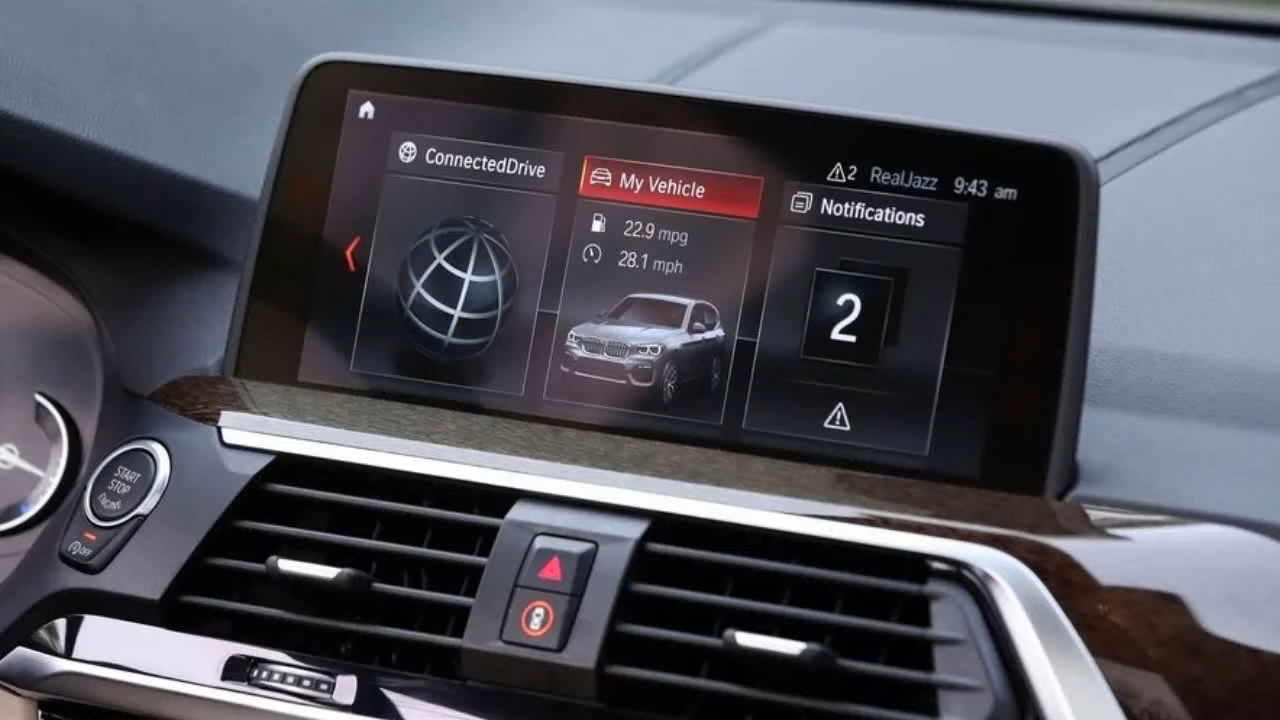 2 RealJazz 9:43 am
ConnectedDrive
My Vehicle
22.9 mpg
28.1 mph
Notifications
2
START
STOP
OFF